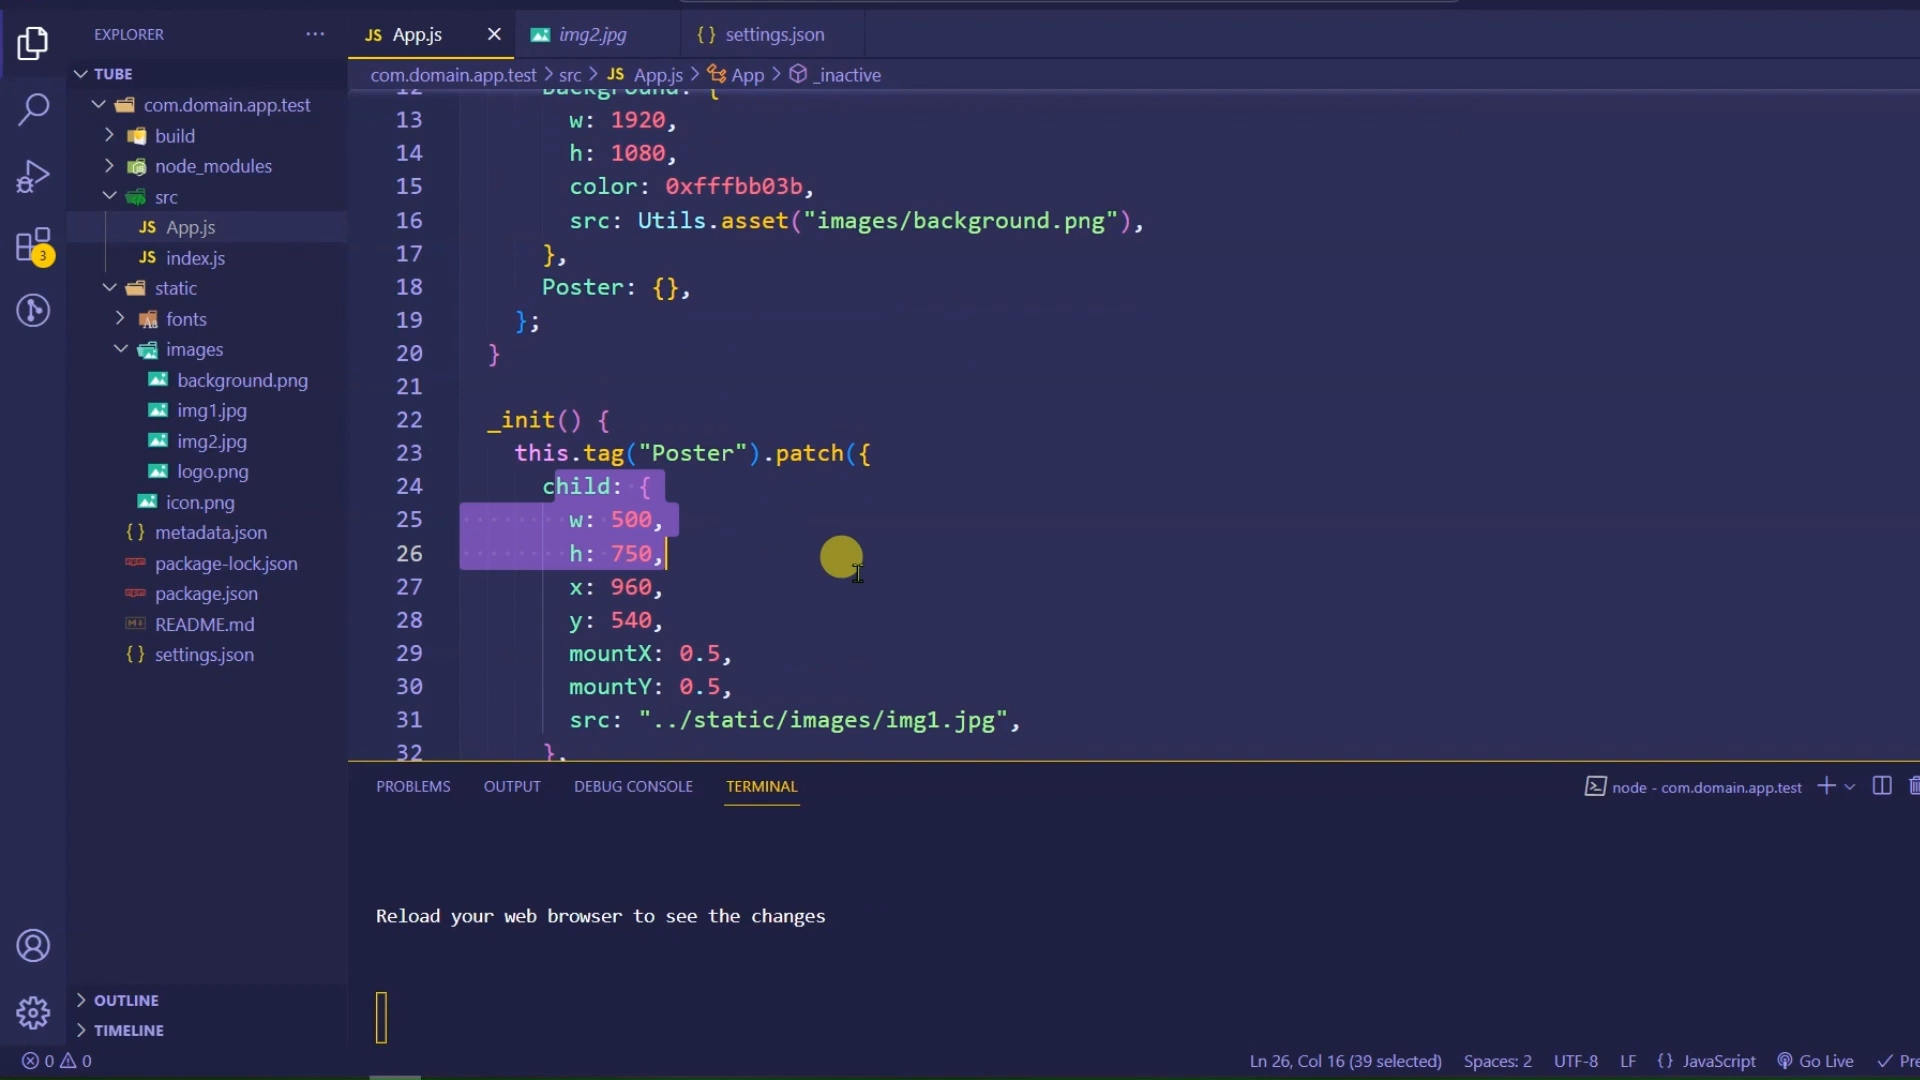 EXPLORER
TUBE
com.domain.app.test
build
node_modules
src
JS App.js
JS index.js
static
fonts
images
background.png
img1.jpg
img2.jpg
logo.png
icon.png
{} metadata.json
package-lock.json
package.json
README.md
{} settings.json
OUTLINE
TIMELINE
3
JS App.js
img2.jpg
{} settings.json
com.domain.app.test > src > JS App.js > App > _inactive
12 background: {
13 w: 1920,
14 h: 1080,
15 color: 0xfffbb03b,
16 src: Utils.asset("images/background.png"),
17 },
18 Poster: {},
19 };
20 }
21
22 _init() {
23 this.tag("Poster").patch({
24 child: {
25 w: 500,
26 h: 750,
27 x: 960,
28 y: 540,
29 mountX: 0.5,
30 mountY: 0.5,
31 src: "../static/images/img1.jpg",
32 },
PROBLEMS OUTPUT DEBUG CONSOLE TERMINAL
node - com.domain.app.test
Reload your web browser to see the changes
0 0
Ln 26, Col 16 (39 selected) Spaces: 2 UTF-8 LF {} JavaScript Go Live